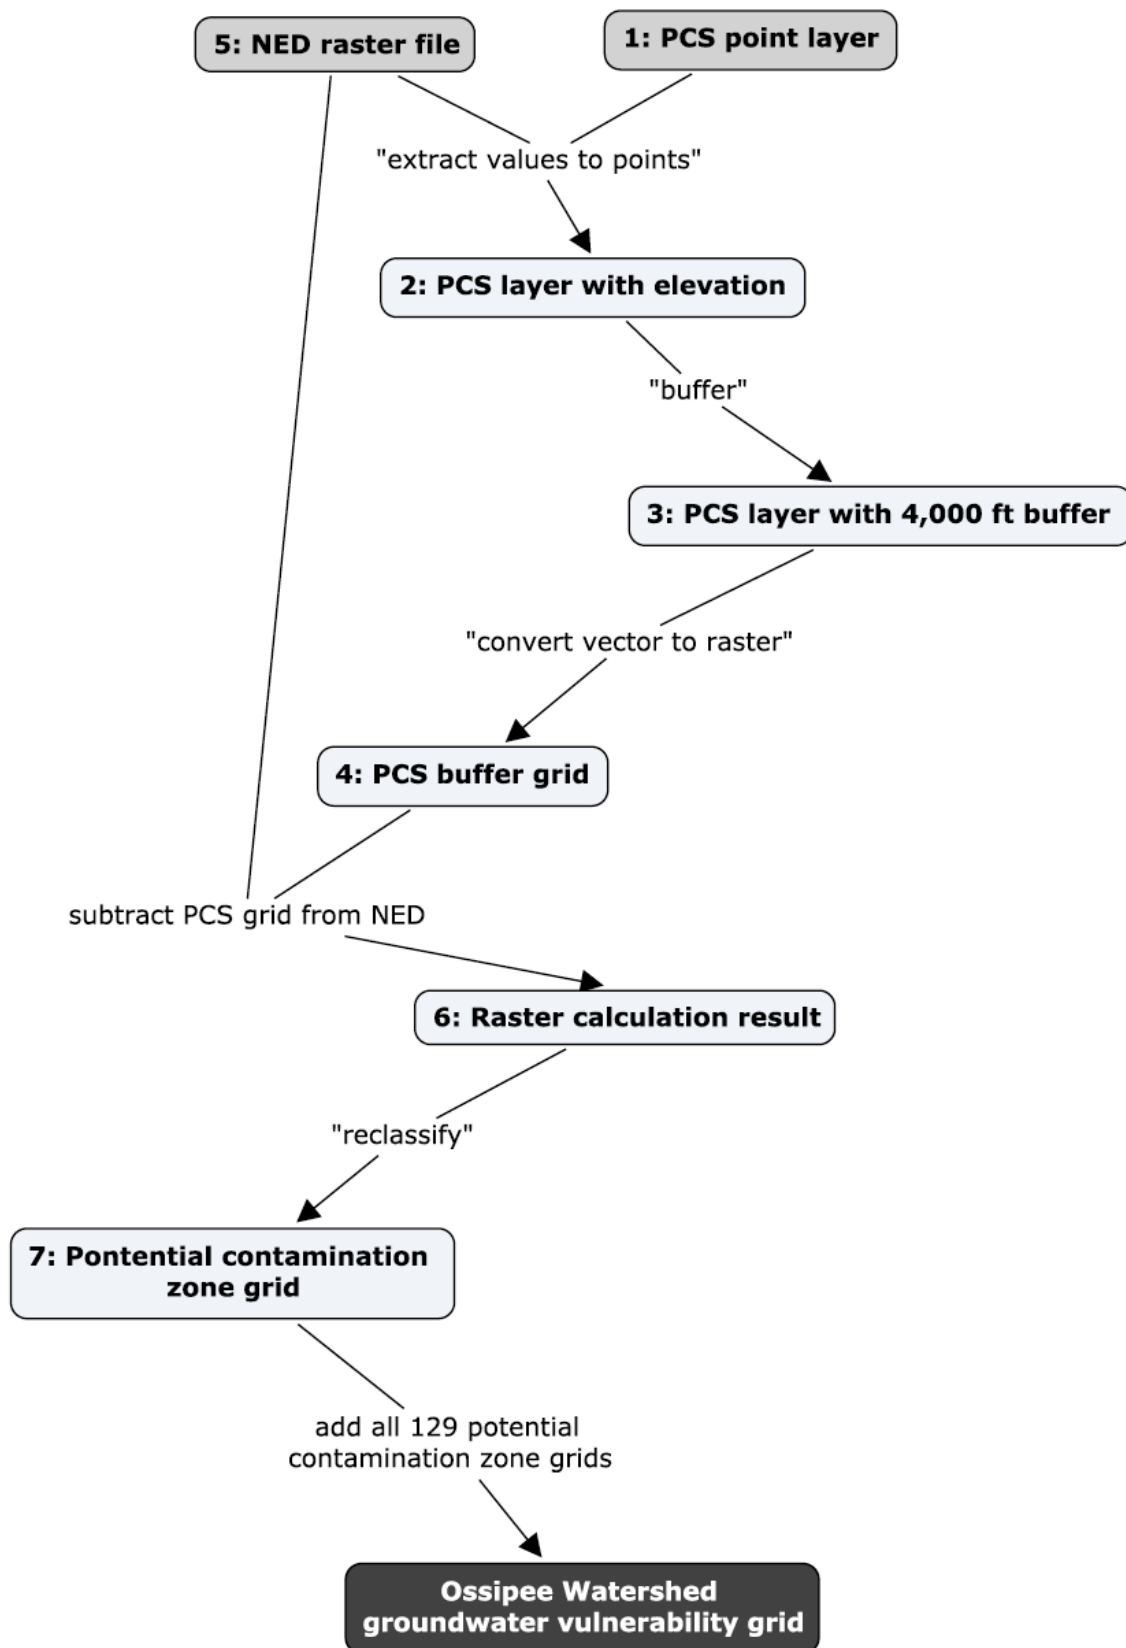 5: NED raster file
1: PCS point layer
"extract values to points"
2: PCS layer with elevation
"buffer"
3: PCS layer with 4,000 ft buffer
"convert vector to raster"
4: PCS buffer grid
subtract PCS grid from NED
6: Raster calculation result
"reclassify"
7: Pontential contamination
zone grid
add all 129 potential
contamination zone grids
Ossipee Watershed
groundwater vulnerability grid